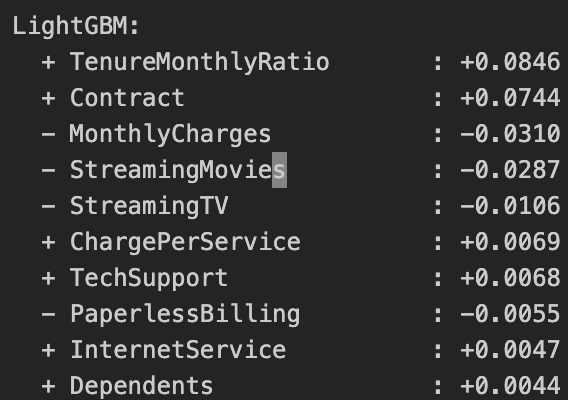 LightGBM:
+ TenureMonthlyRatio : +0.0846
+ Contract : +0.0744
- MonthlyCharges : -0.0310
- StreamingMovies : -0.0287
- StreamingTV : -0.0106
+ ChargePerService : +0.0069
+ TechSupport : +0.0068
- PaperlessBilling : -0.0055
+ InternetService : +0.0047
+ Dependents : +0.0044